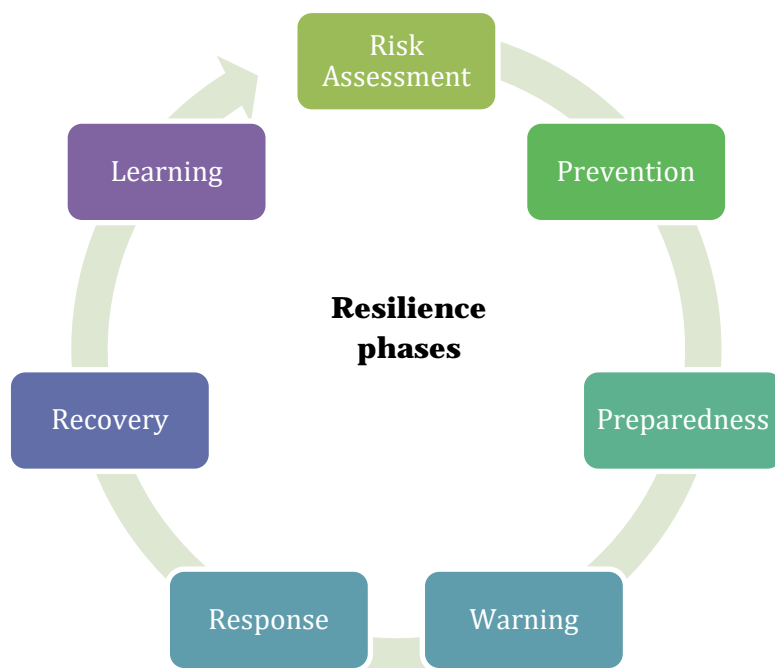 Risk
Assessment
Prevention
Preparedness
Warning
Response
Recovery
Learning
Resilience
phases